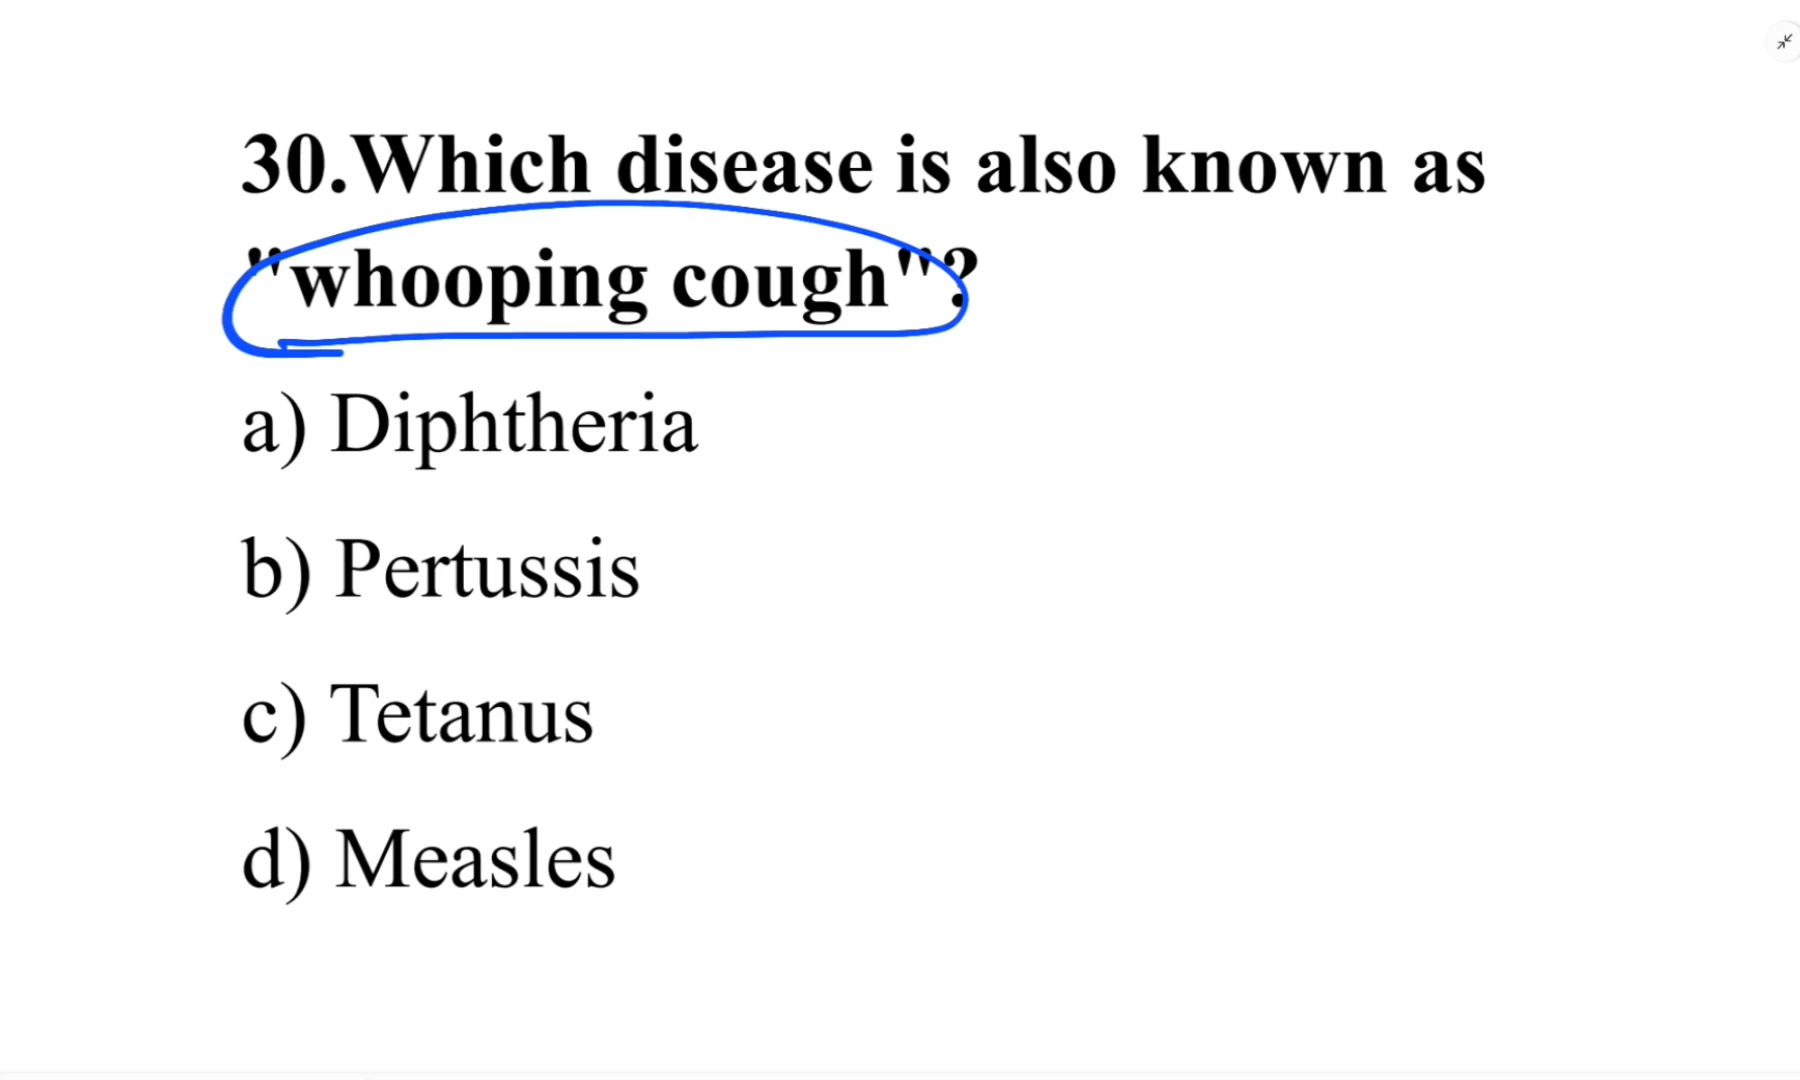 30.Which disease is also known as
"whooping cough"?
a) Diphtheria
b) Pertussis
c) Tetanus
d) Measles